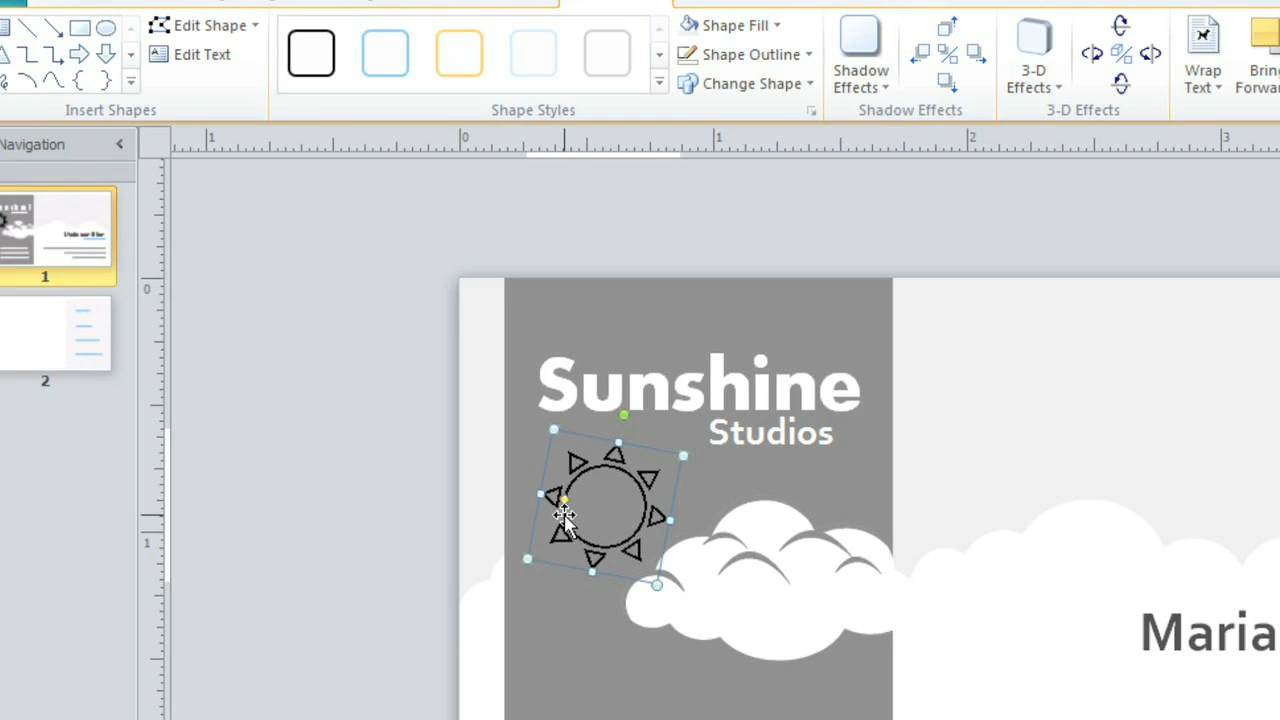 Edit Shape
Edit Text
Insert Shapes
Shape Styles
Shape Fill
Shape Outline
Change Shape
Shadow
Effects
Shadow Effects
3-D
Effects
3-D Effects
Wrap
Text
Bring
Forwar
Navigation
1
2
1 0 1 2 3
0
1
Sunshine
Studios
Maria